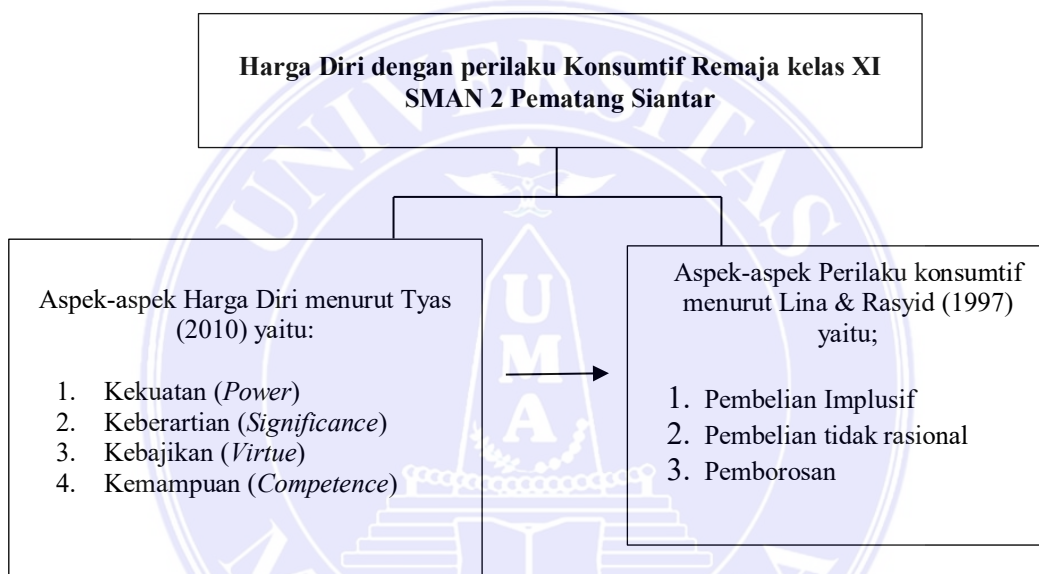 Harga Diri dengan perilaku Konsumtif Remaja kelas XI
SMAN 2 Pematang Siantar
Aspek-aspek Harga Diri menurut Tyas
(2010) yaitu:
1. Kekuatan (Power)
2. Keberartian (Significance)
3. Kebajikan (Virtue)
4. Kemampuan (Competence)
Aspek-aspek Perilaku konsumtif
menurut Lina & Rasyid (1997)
yaitu;
1. Pembelian Implusif
2. Pembelian tidak rasional
3. Pemborosan
UNIVERSITAS
UMA